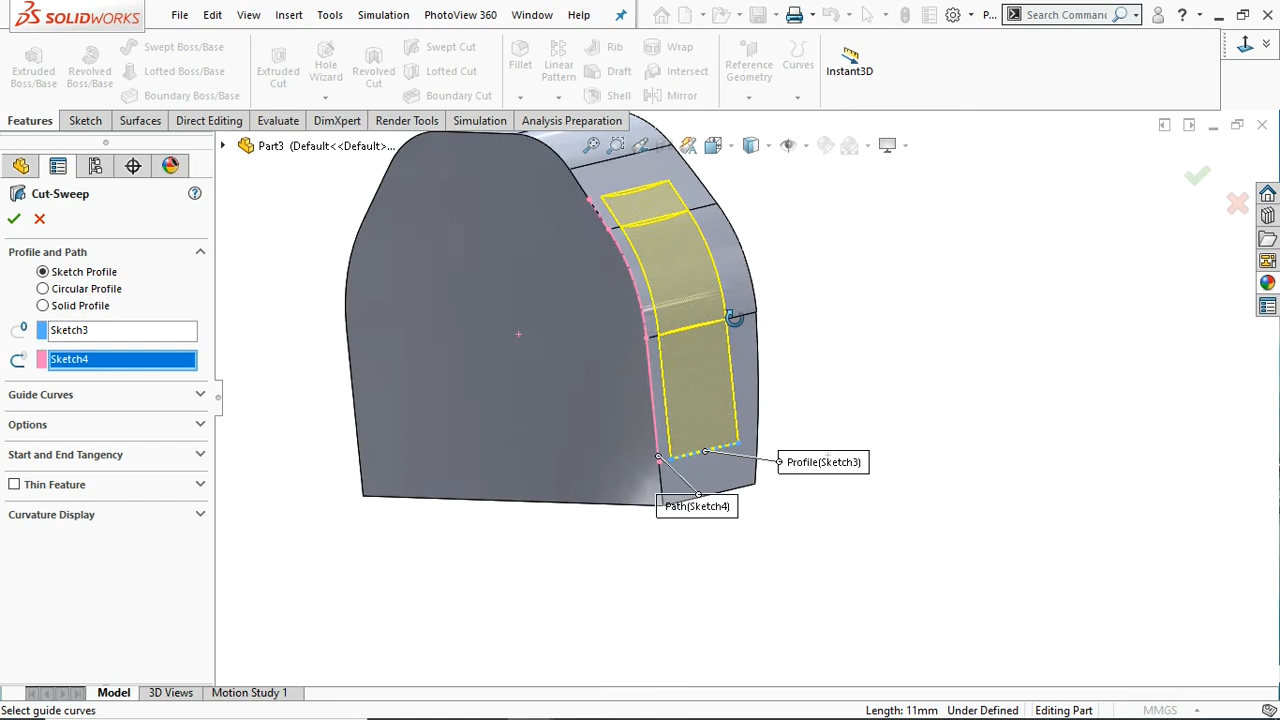 SOLIDWORKS
File Edit View Insert Tools Simulation PhotoView 360 Window Help
P...
Search Commanc
?
Extruded Boss/Base
Revolved Boss/Base
Swept Boss/Base
Lofted Boss/Base
Boundary Boss/Base
Extruded Cut
Hole Wizard
Revolved Cut
Swept Cut
Lofted Cut
Boundary Cut
Fillet
Linear Pattern
Rib
Draft
Shell
Wrap
Intersect
Mirror
Reference Geometry
Curves
Instant3D
Features Sketch Surfaces Direct Editing Evaluate DimXpert Render Tools Simulation Analysis Preparation
Part3 (Default<<Default>...
Cut-Sweep
?
Profile and Path
Sketch Profile
Circular Profile
Solid Profile
Sketch3
Sketch4
Guide Curves
Options
Start and End Tangency
Thin Feature
Curvature Display
Profile(Sketch3)
Path(Sketch4)
Model 3D Views Motion Study 1
Select guide curves
Length: 11mm Under Defined Editing Part MMGS